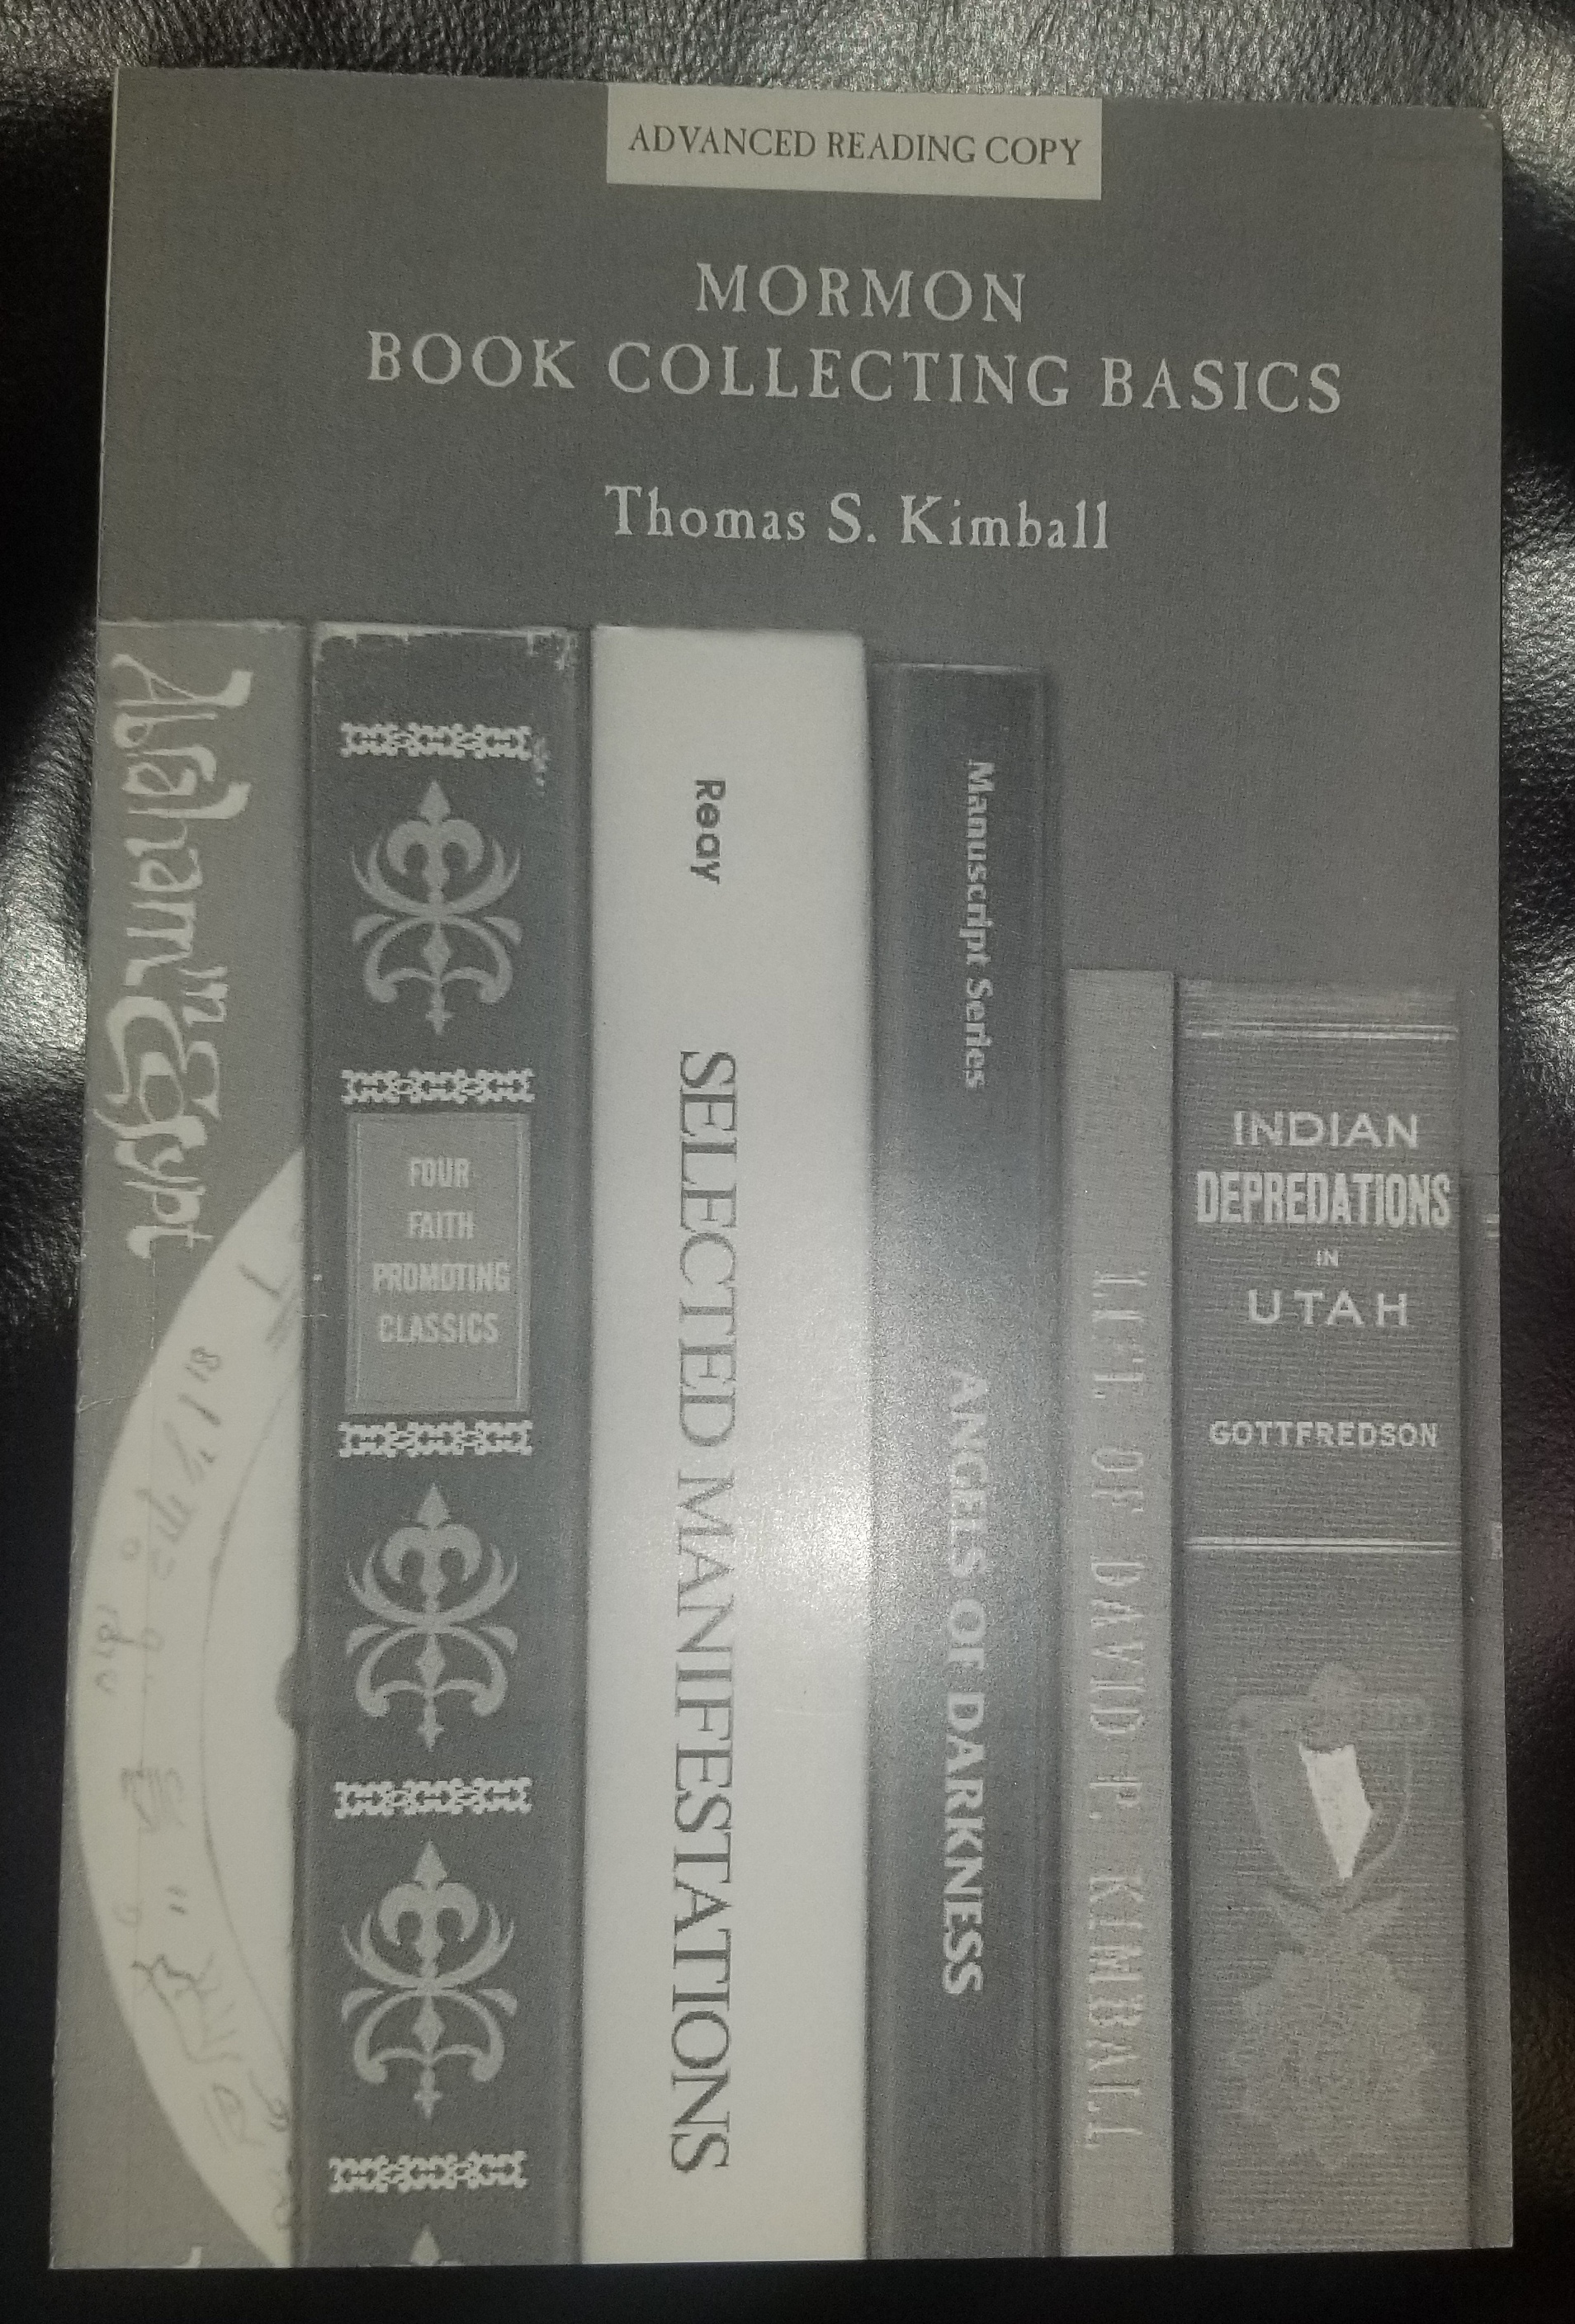 ADVANCED READING COPY
MORMON
BOOK COLLECTING BASICS
Thomas S. Kimball
Abraham in Egypt
FOUR
FAITH
PROMOTING
CLASSICS
Reay
SELECTED MANIFESTATIONS
Manuscript Series
ANGELS OF DARKNESS
LIFE OF DAVID P. KIMBALL
INDIAN
DEPREDATIONS
IN
UTAH
GOTTFREDSON